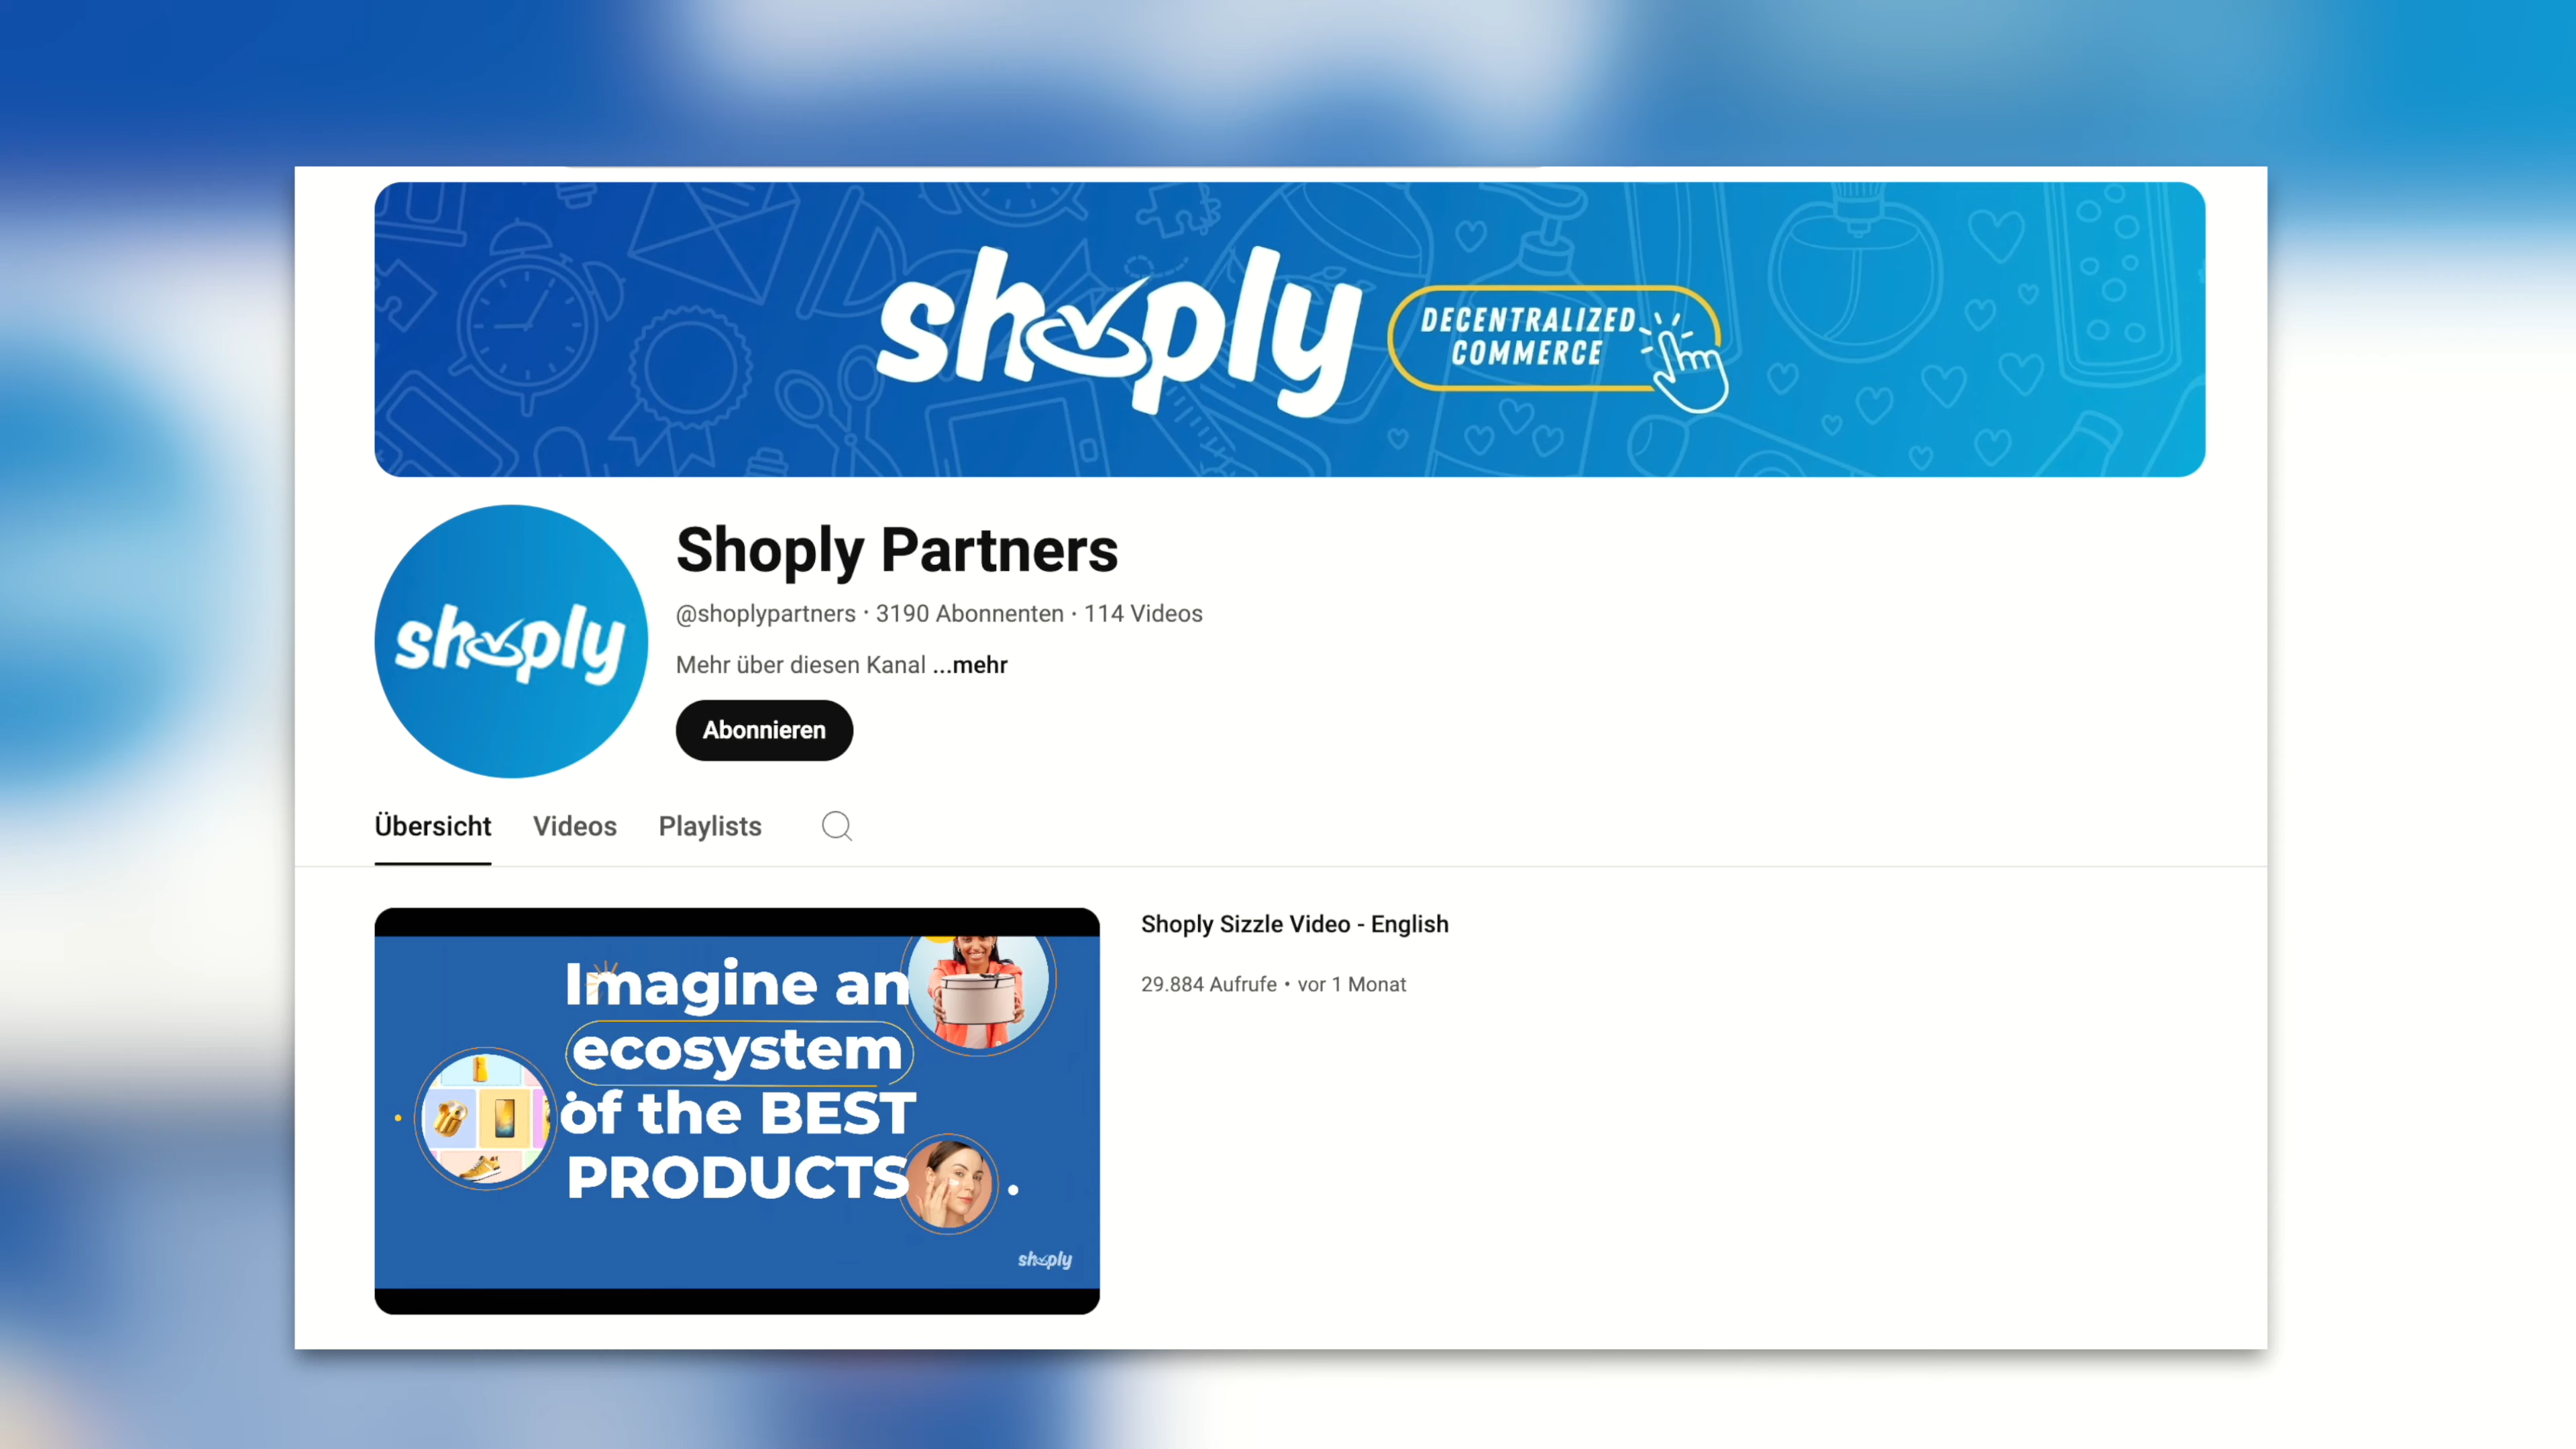 shoply
DECENTRALIZED
COMMERCE
shoply
Shoply Partners
@shoplypartners · 3190 Abonnenten · 114 Videos
Mehr über diesen Kanal ...mehr
Abonnieren
Übersicht Videos Playlists
Imagine an
ecosystem
of the BEST
PRODUCTS
shoply
Shoply Sizzle Video - English
29.884 Aufrufe • vor 1 Monat